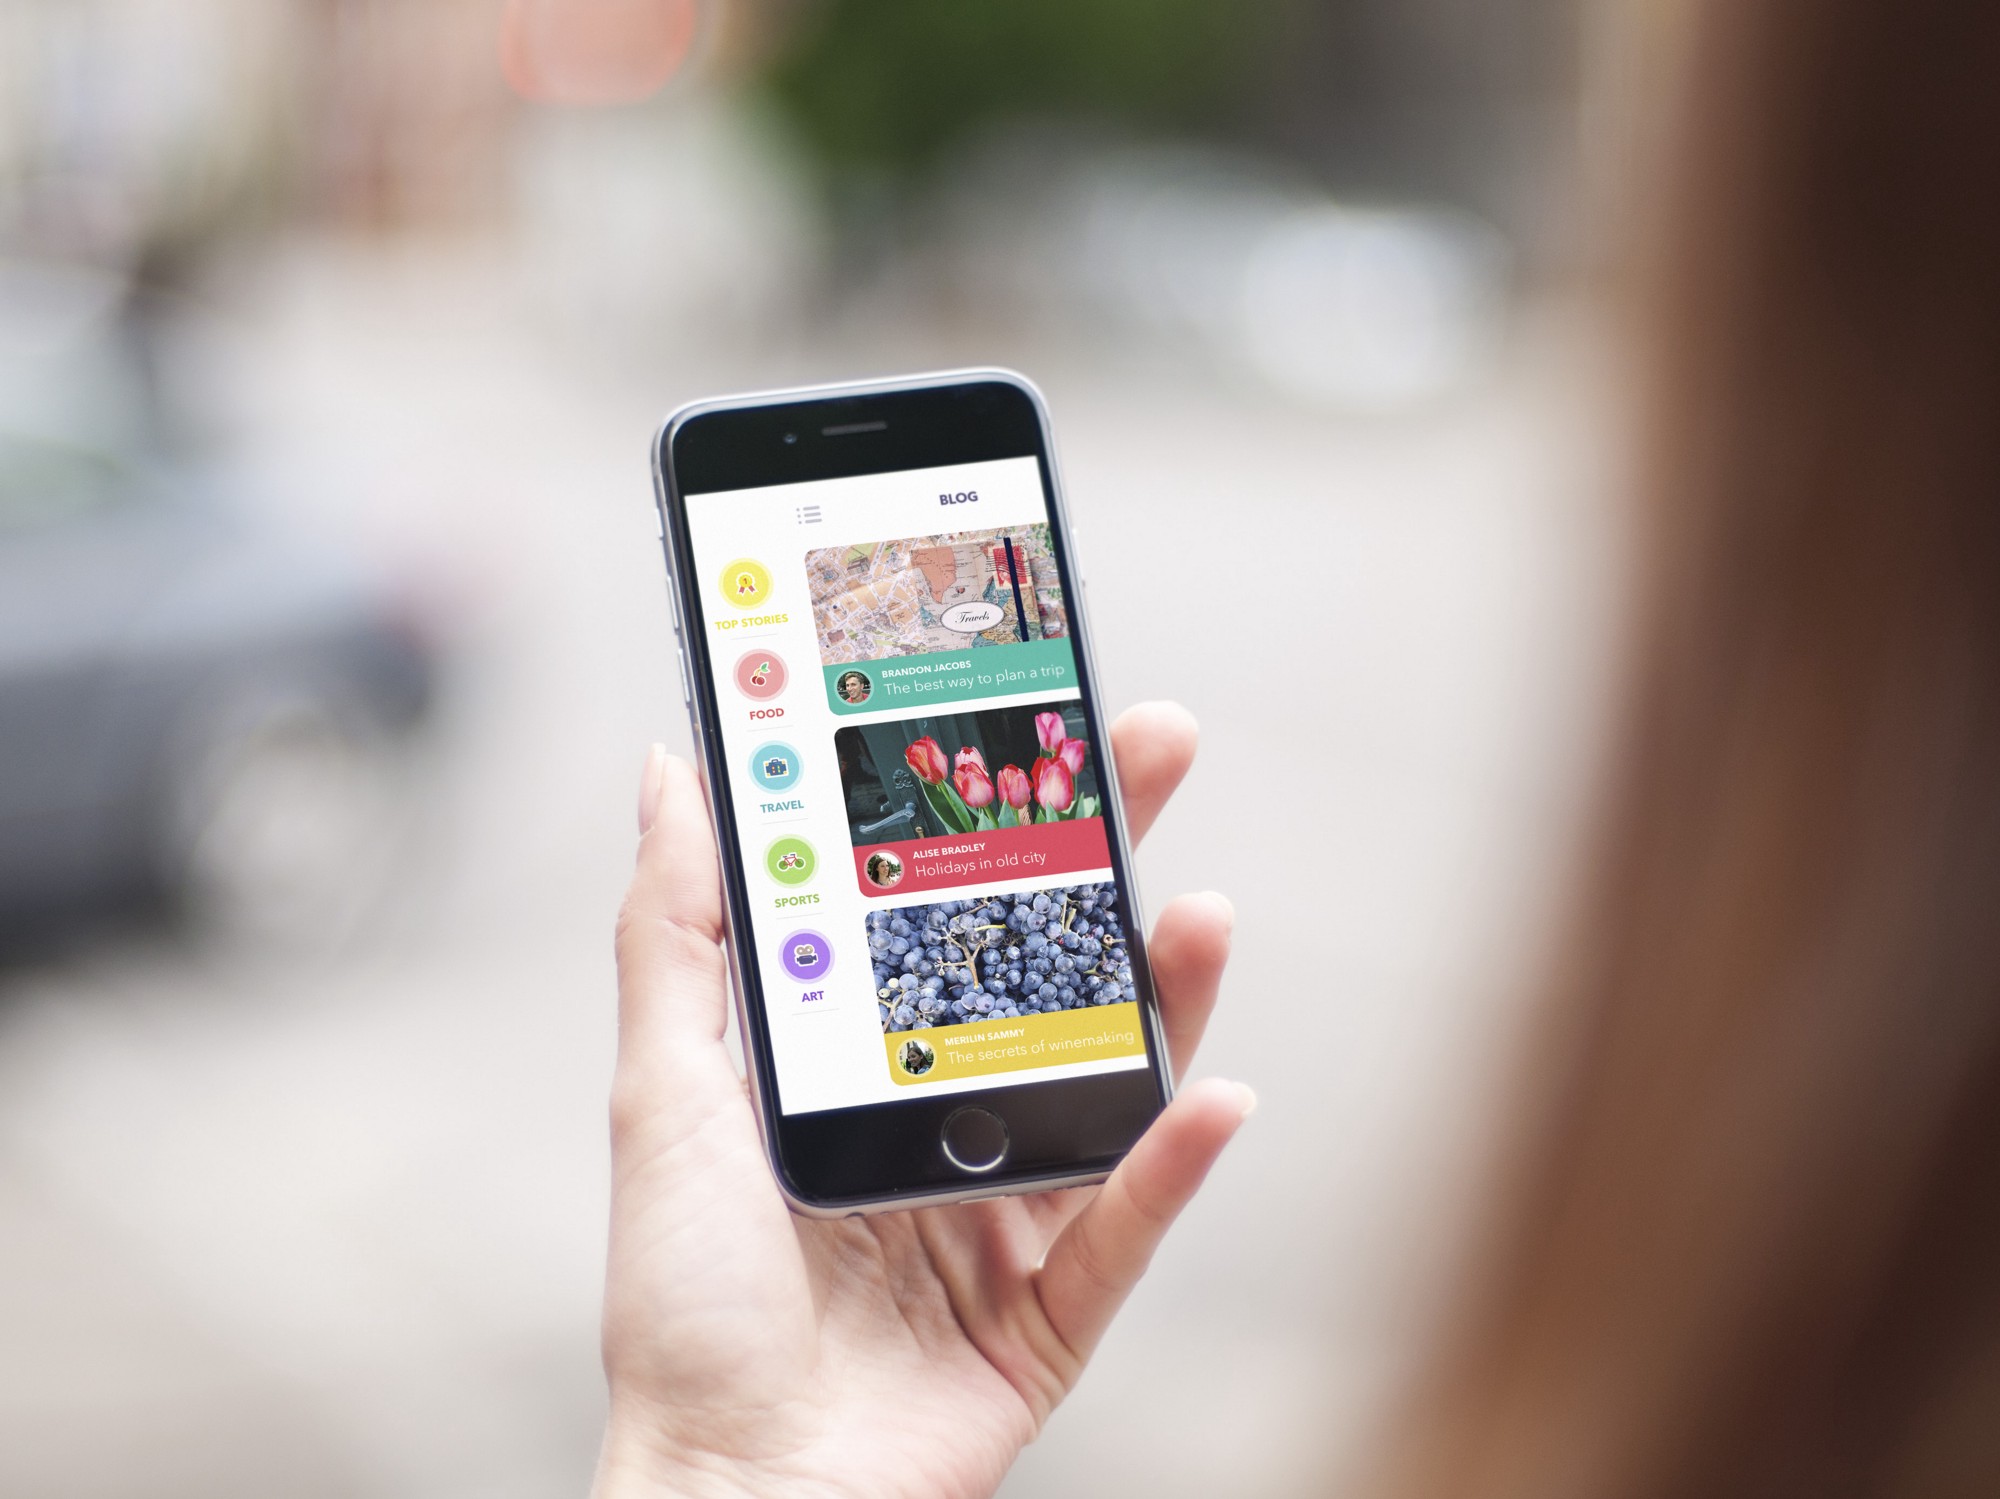 BLOG
TOP STORIES
FOOD
TRAVEL
SPORTS
ART
Travels
BRANDON JACOBS
The best way to plan a trip
ALISE BRADLEY
Holidays in old city
MERILIN SAMMY
The secrets of winemaking